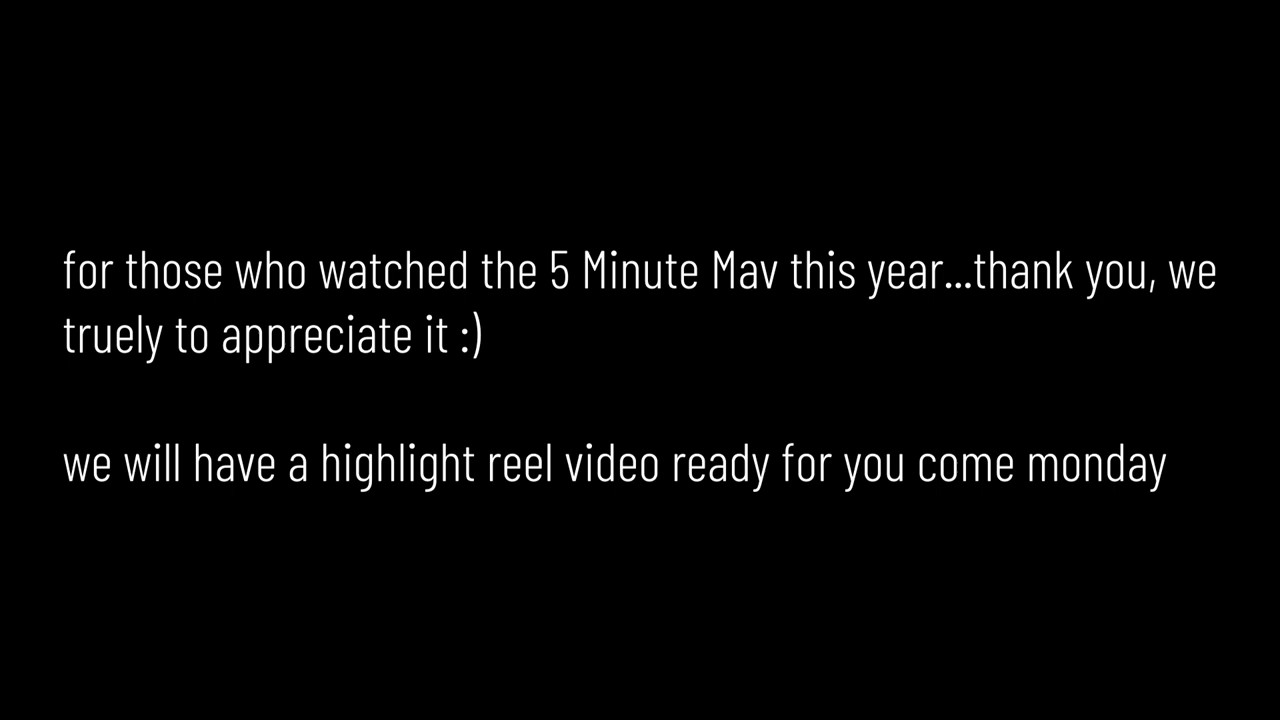 for those who watched the 5 Minute Mav this year...thank you, we
truely to appreciate it :)
we will have a highlight reel video ready for you come monday